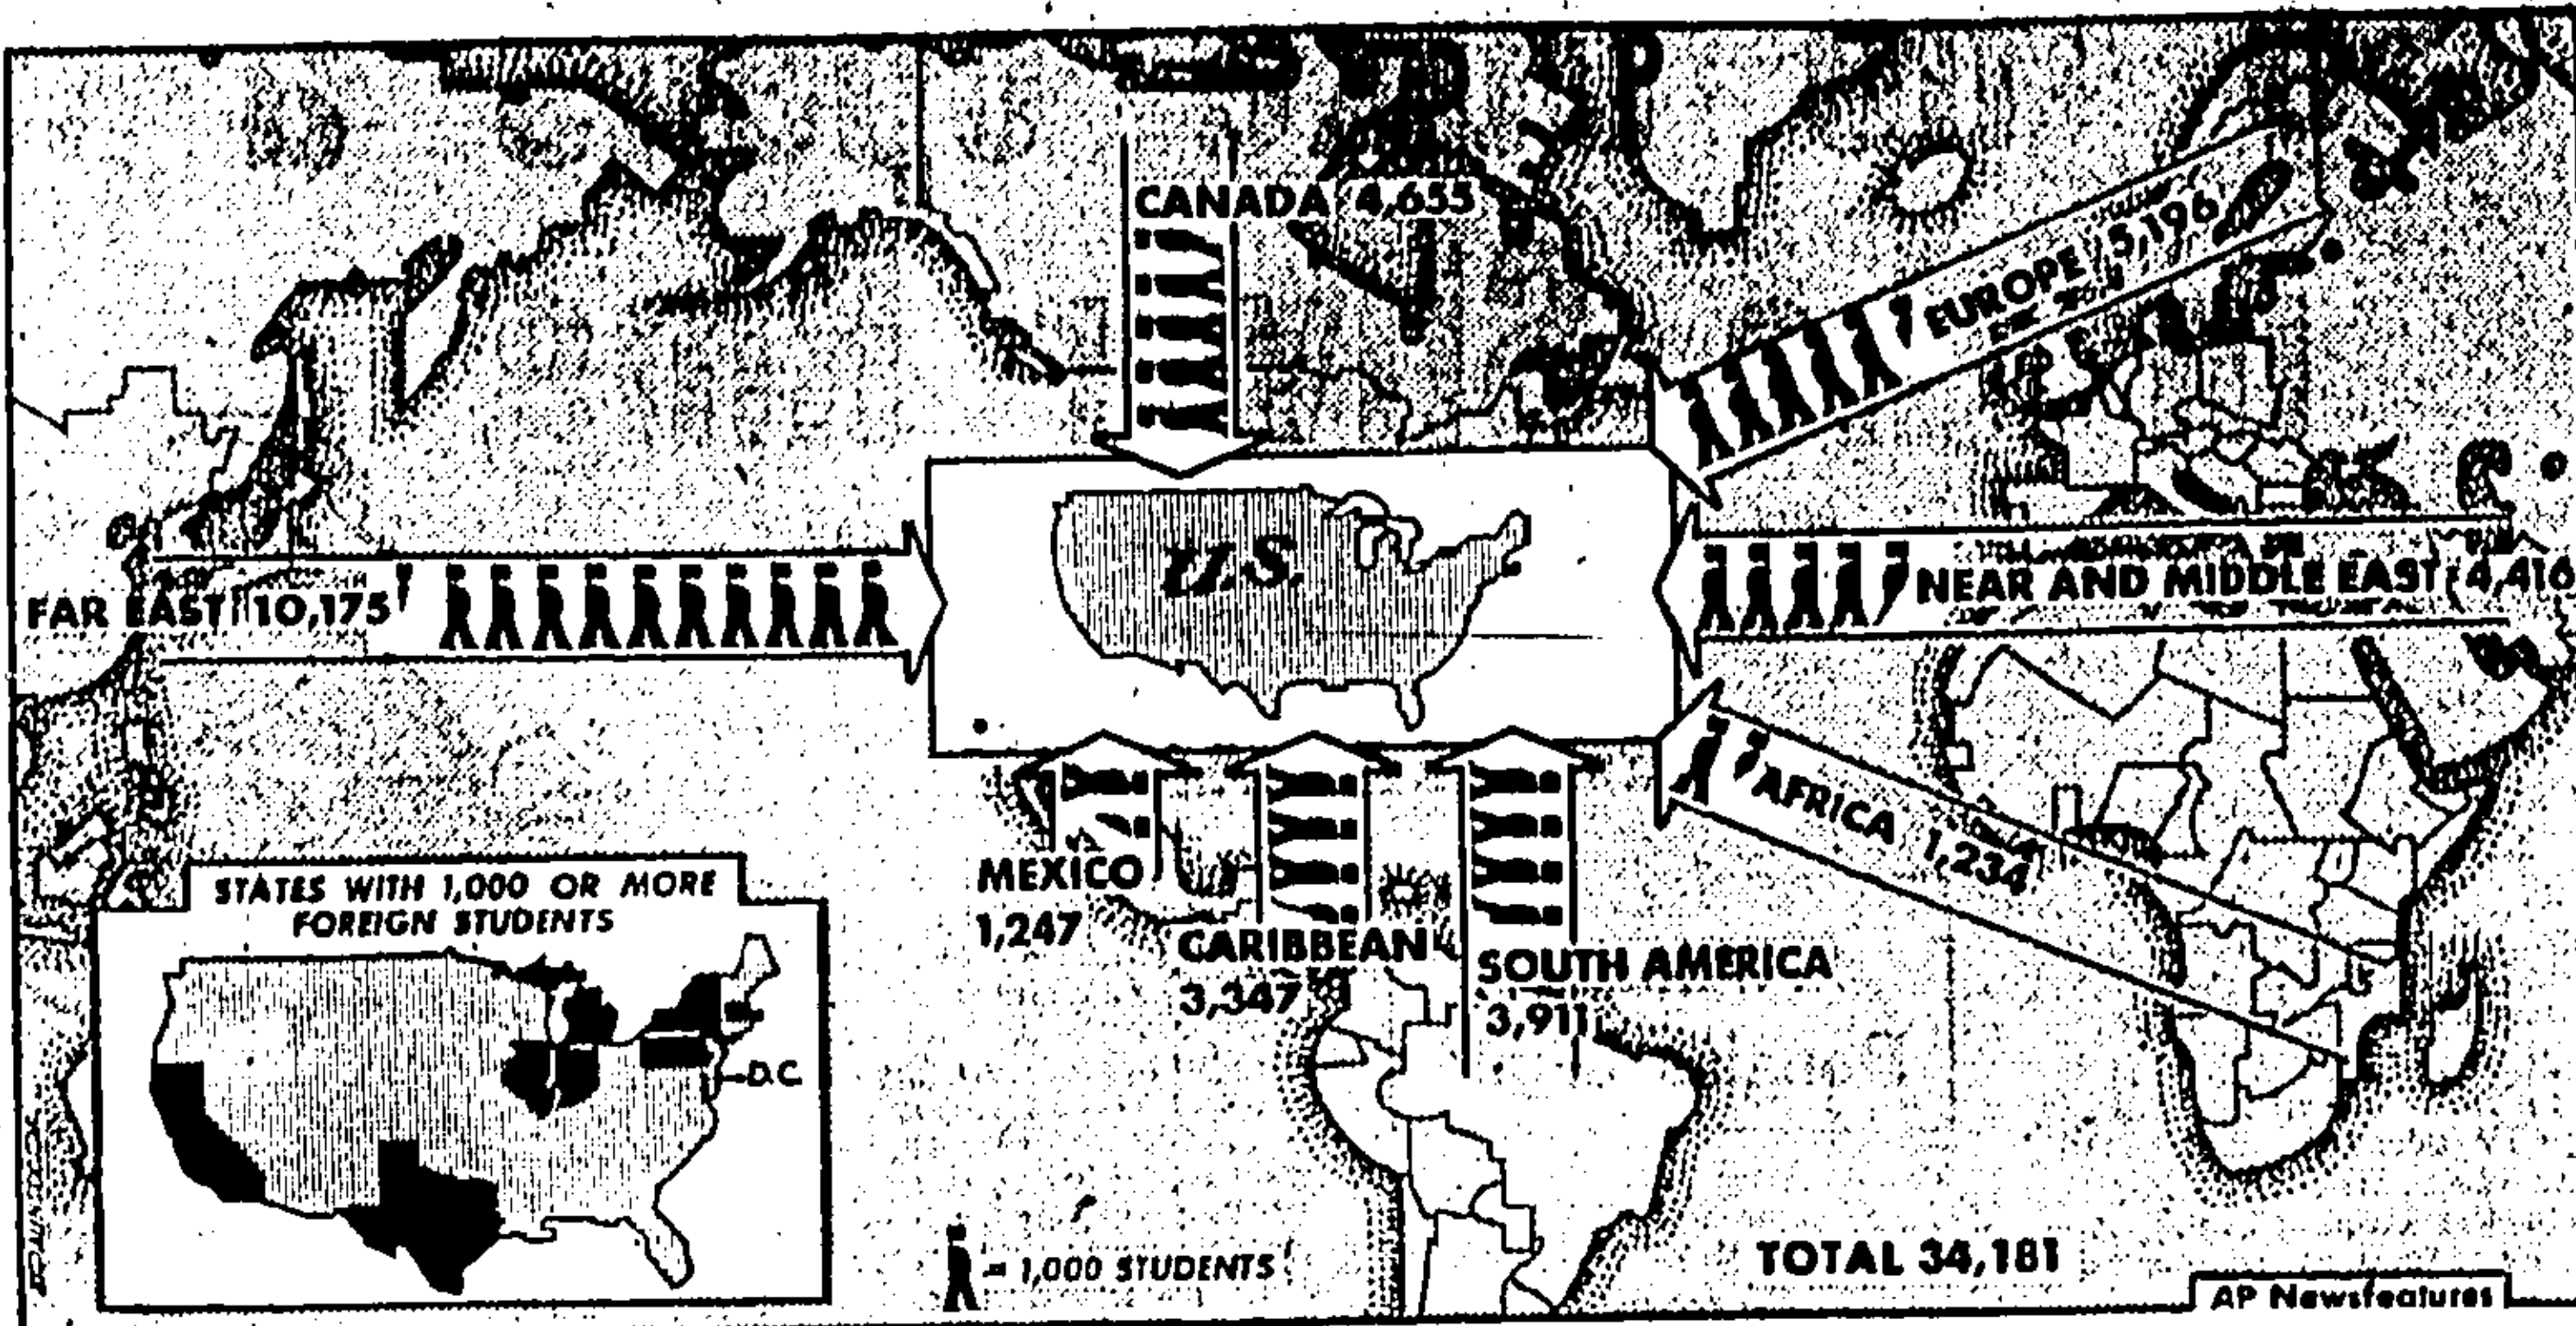 CANADA 4,655
EUROPE 5,196
U.S.
FAR EAST 10,175
NEAR AND MIDDLE EAST 4,416
AFRICA 1,234
MEXICO
1,247
CARIBBEAN
3,347
SOUTH AMERICA
3,911
STATES WITH 1,000 OR MORE
FOREIGN STUDENTS
D.C.
= 1,000 STUDENTS
TOTAL 34,181
AP Newsfeatures